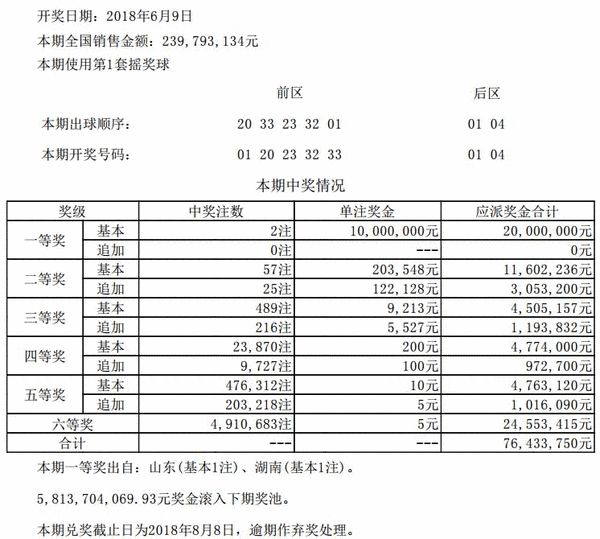 开奖日期：2018年6月9日
本期全国销售金额：239,793,134元
本期使用第1套摇奖球
前区 后区
本期出球顺序： 20 33 23 32 01 01 04
本期开奖号码： 01 20 23 32 33 01 04
本期中奖情况
奖级 中奖注数 单注奖金 应派奖金合计
一等奖 基本 2注 10,000,000元 20,000,000元
追加 0注 --- 0元
二等奖 基本 57注 203,548元 11,602,236元
追加 25注 122,128元 3,053,200元
三等奖 基本 489注 9,213元 4,505,157元
追加 216注 5,527元 1,193,832元
四等奖 基本 23,870注 200元 4,774,000元
追加 9,727注 100元 972,700元
五等奖 基本 476,312注 10元 4,763,120元
追加 203,218注 5元 1,016,090元
六等奖 4,910,683注 5元 24,553,415元
合计 --- --- 76,433,750元
本期一等奖出自：山东(基本1注)、湖南(基本1注)。
5,813,704,069.93元奖金滚入下期奖池。
本期兑奖截止日为2018年8月8日，逾期作弃奖处理。